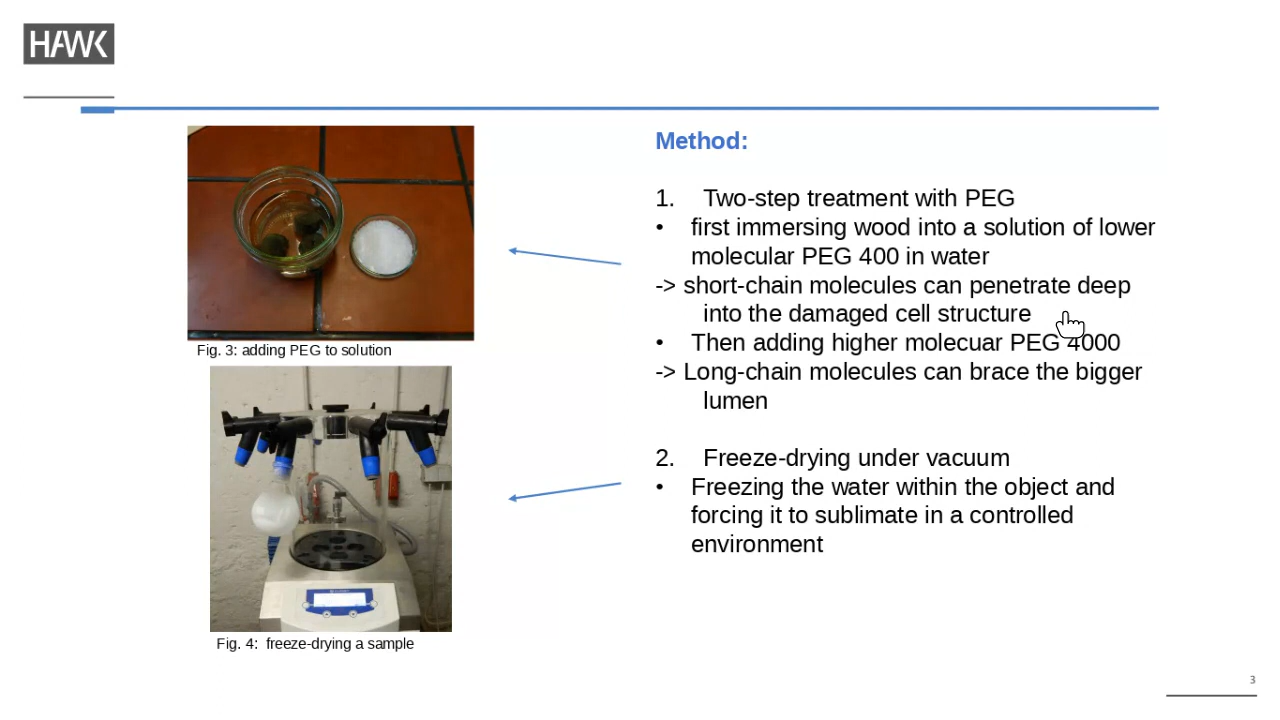 HAWK
Method:
1. Two-step treatment with PEG
• first immersing wood into a solution of lower
molecular PEG 400 in water
-> short-chain molecules can penetrate deep
into the damaged cell structure
• Then adding higher molecuar PEG 4000
-> Long-chain molecules can brace the bigger
lumen
2. Freeze-drying under vacuum
• Freezing the water within the object and
forcing it to sublimate in a controlled
environment
Fig. 3: adding PEG to solution
Fig. 4: freeze-drying a sample
3